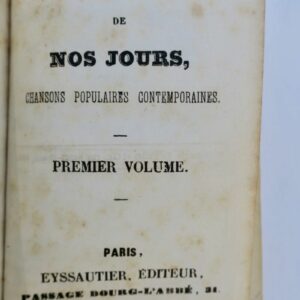 DE
NOS JOURS,
CHANSONS POPULAIRES CONTEMPORAINES.
PREMIER VOLUME.
PARIS,
EYSSAUTIER, ÉDITEUR,
PASSAGE BOURG-L'ABBÉ, 21.